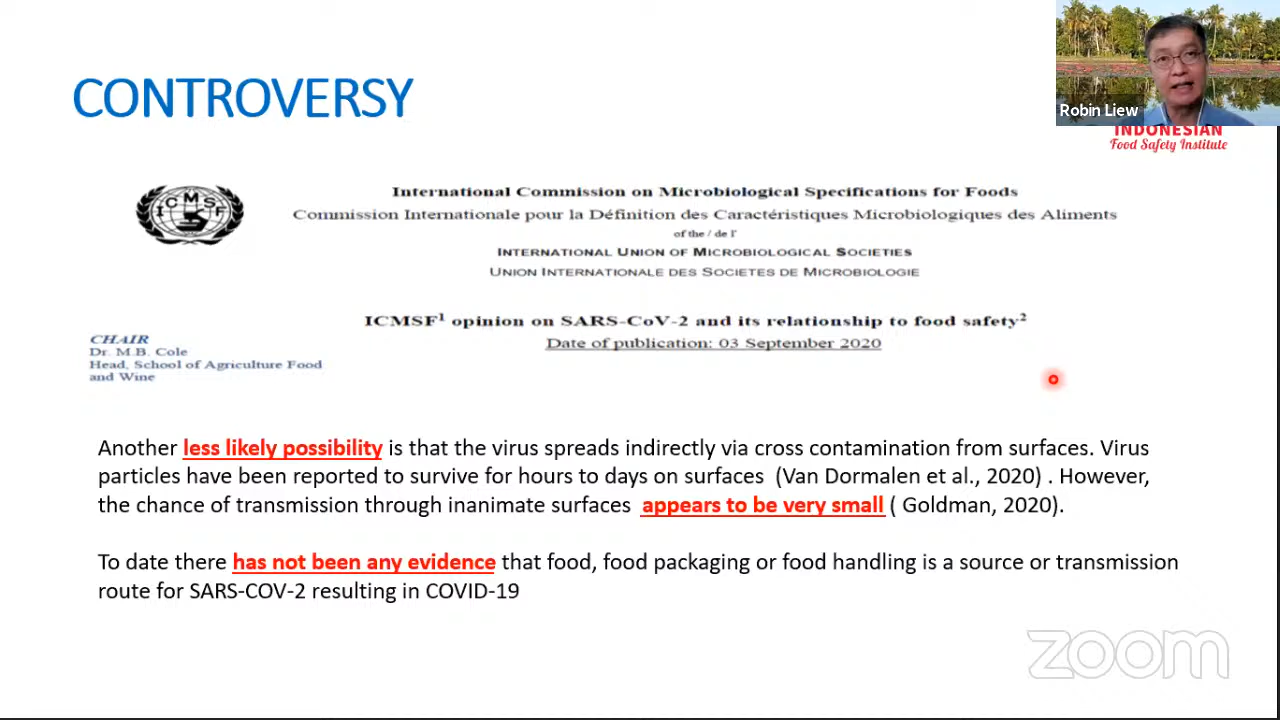 CONTROVERSY
Robin Liew
INDONESIAN
Food Safety Institute
ICMSF
International Commission on Microbiological Specifications for Foods
Commission Internationale pour la Définition des Caractéristiques Microbiologiques des Aliments
of the / de l'
INTERNATIONAL UNION OF MICROBIOLOGICAL SOCIETIES
UNION INTERNATIONALE DES SOCIETES DE MICROBIOLOGIE
ICMSF¹ opinion on SARS-CoV-2 and its relationship to food safety²
Date of publication: 03 September 2020
CHAIR
Dr. M.B. Cole
Head, School of Agriculture Food
and Wine
Another less likely possibility is that the virus spreads indirectly via cross contamination from surfaces. Virus
particles have been reported to survive for hours to days on surfaces (Van Dormalen et al., 2020) . However,
the chance of transmission through inanimate surfaces appears to be very small ( Goldman, 2020).
To date there has not been any evidence that food, food packaging or food handling is a source or transmission
route for SARS-COV-2 resulting in COVID-19
zoom